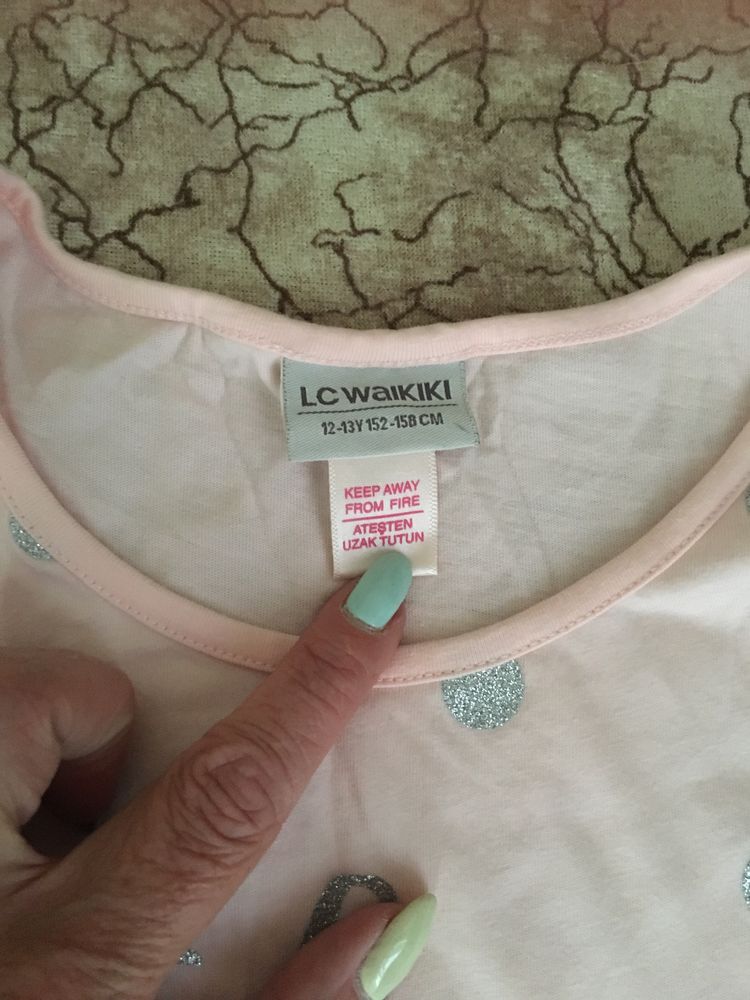 LC WAIKIKI
12-13Y 152-158 CM
KEEP AWAY
FROM FIRE
ATEŞTEN
UZAK TUTUN